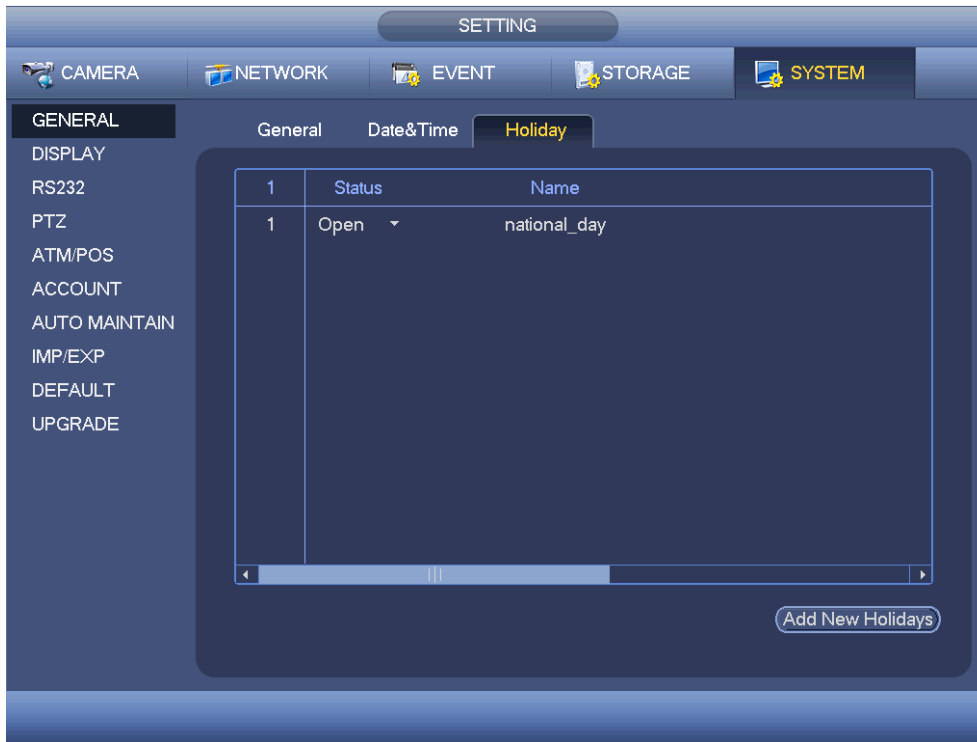 SETTING
CAMERA NETWORK EVENT STORAGE SYSTEM
GENERAL
DISPLAY
RS232
PTZ
ATM/POS
ACCOUNT
AUTO MAINTAIN
IMP/EXP
DEFAULT
UPGRADE
General Date&Time Holiday
1 Status Name
1 Open national_day
Add New Holidays